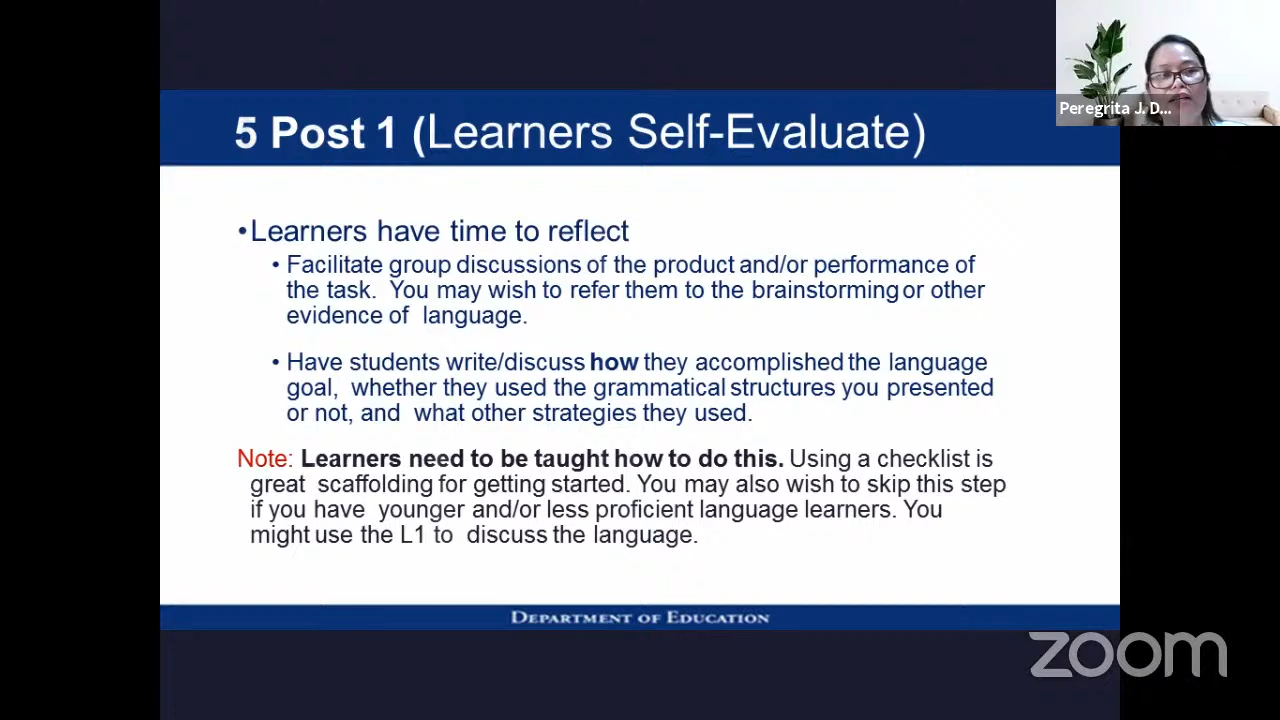 5 Post 1 (Learners Self-Evaluate)
Peregrita J. D...
•Learners have time to reflect
• Facilitate group discussions of the product and/or performance of
the task. You may wish to refer them to the brainstorming or other
evidence of language.
• Have students write/discuss how they accomplished the language
goal, whether they used the grammatical structures you presented
or not, and what other strategies they used.
Note: Learners need to be taught how to do this. Using a checklist is
great scaffolding for getting started. You may also wish to skip this step
if you have younger and/or less proficient language learners. You
might use the L1 to discuss the language.
DEPARTMENT OF EDUCATION
zoom